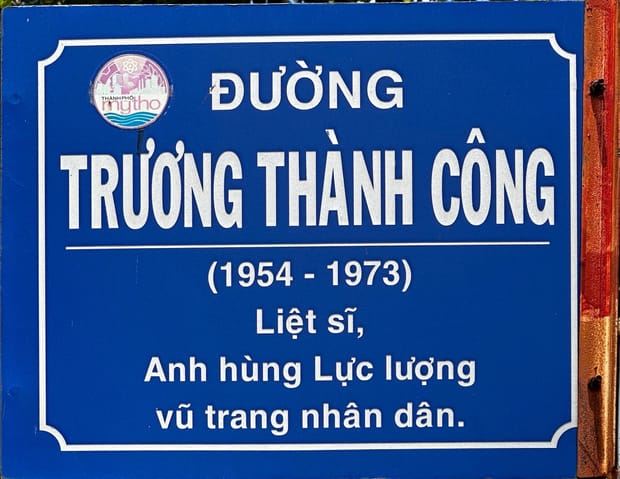 THÀNH PHỐ
mytho
ĐƯỜNG
TRƯƠNG THÀNH CÔNG
(1954 - 1973)
Liệt sĩ,
Anh hùng Lực lượng
vũ trang nhân dân.